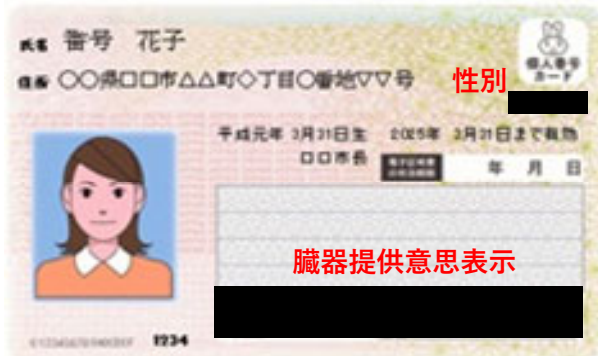 氏名 番号 花子
住所 〇〇県□□市△△町◇丁目〇番地▽▽号
性別
個人番号
カード
平成元年 3月31日生 2025年 3月31日まで有効
□□市長
年 月 日
臓器提供意思表示
1234